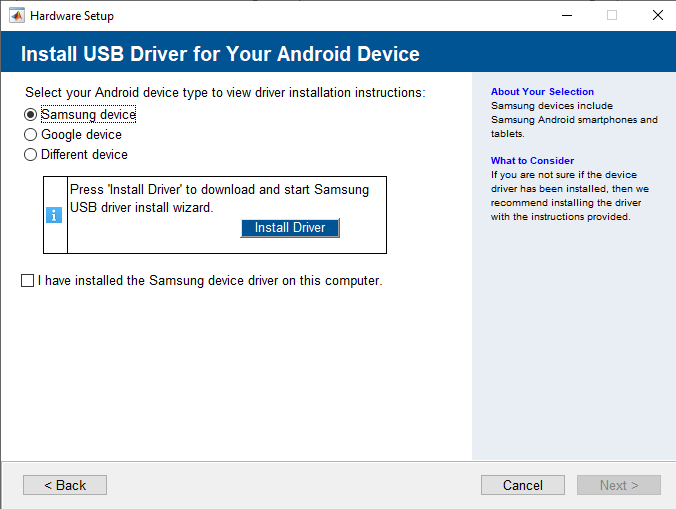 Hardware Setup
Install USB Driver for Your Android Device
Select your Android device type to view driver installation instructions:
Samsung device
Google device
Different device
Press 'Install Driver' to download and start Samsung
USB driver install wizard.
Install Driver
I have installed the Samsung device driver on this computer.
About Your Selection
Samsung devices include
Samsung Android smartphones and
tablets.
What to Consider
If you are not sure if the device
driver has been installed, then we
recommend installing the driver
with the instructions provided.
< Back
Cancel
Next >